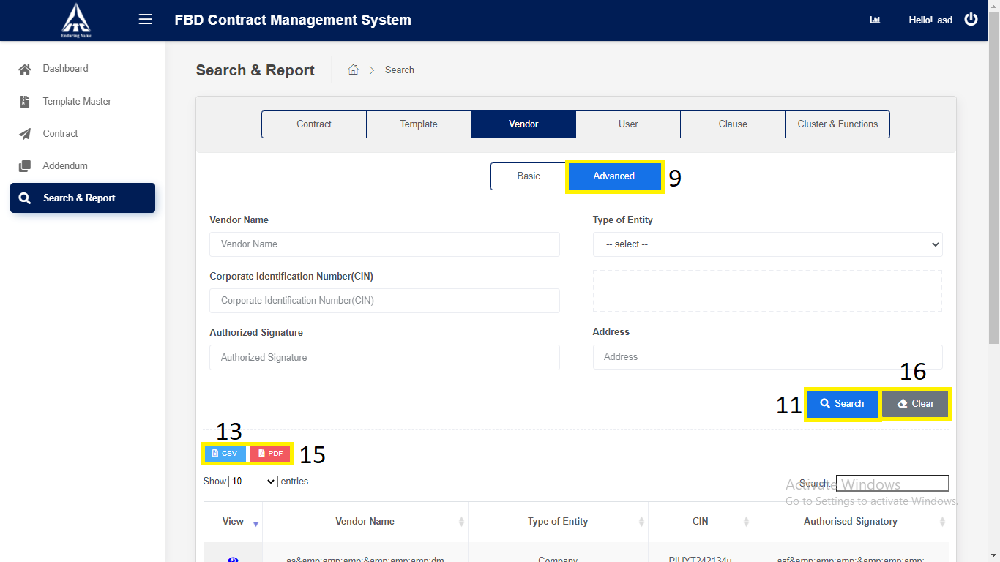 FBD Contract Management System
Hello! asd
Enduring Value
Dashboard
Template Master
Contract
Addendum
Search & Report
Search & Report
Search
Contract
Template
Vendor
User
Clause
Cluster & Functions
Basic
Advanced
9
Vendor Name
Type of Entity
Vendor Name
-- select --
Corporate Identification Number(CIN)
Corporate Identification Number(CIN)
Authorized Signature
Address
Authorized Signature
Address
16
11
Search
Clear
13
CSV
PDF
15
Show 10 entries
Search:
Activate Windows
Go to Settings to activate Windows.
View
Vendor Name
Type of Entity
CIN
Authorised Signatory
as&amp;amp;amp;&amp;amp;amp;dm
Company
PIUYT242134u
asf&amp;amp;amp;&amp;amp;amp;